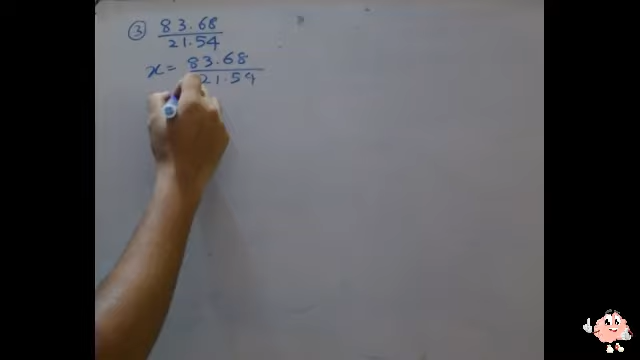 ③ 83.68
21.54
x = 83.68
21.54